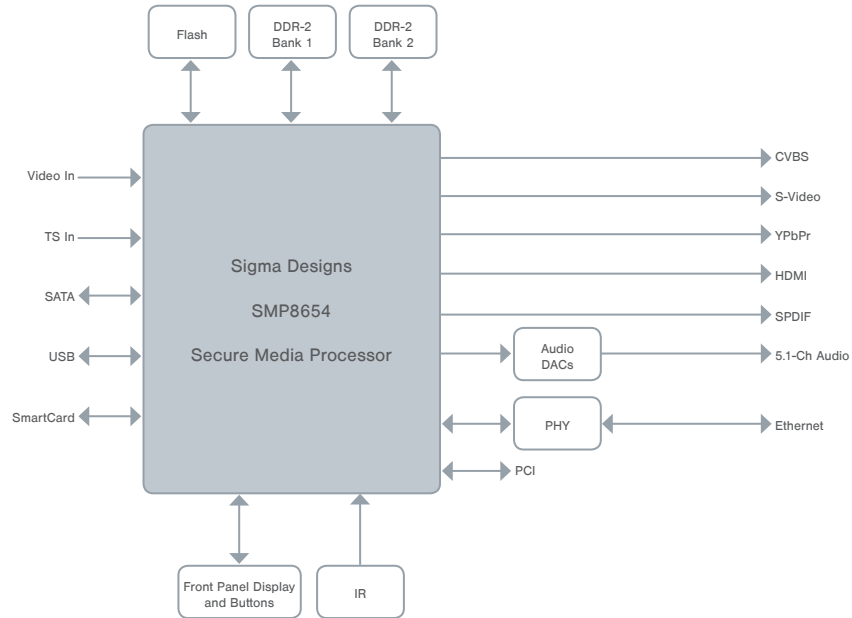 Flash
DDR-2
Bank 1
DDR-2
Bank 2
Video In
TS In
SATA
USB
SmartCard
Sigma Designs
SMP8654
Secure Media Processor
CVBS
S-Video
YPbPr
HDMI
SPDIF
Audio
DACs
5.1-Ch Audio
PHY
Ethernet
PCI
Front Panel Display
and Buttons
IR